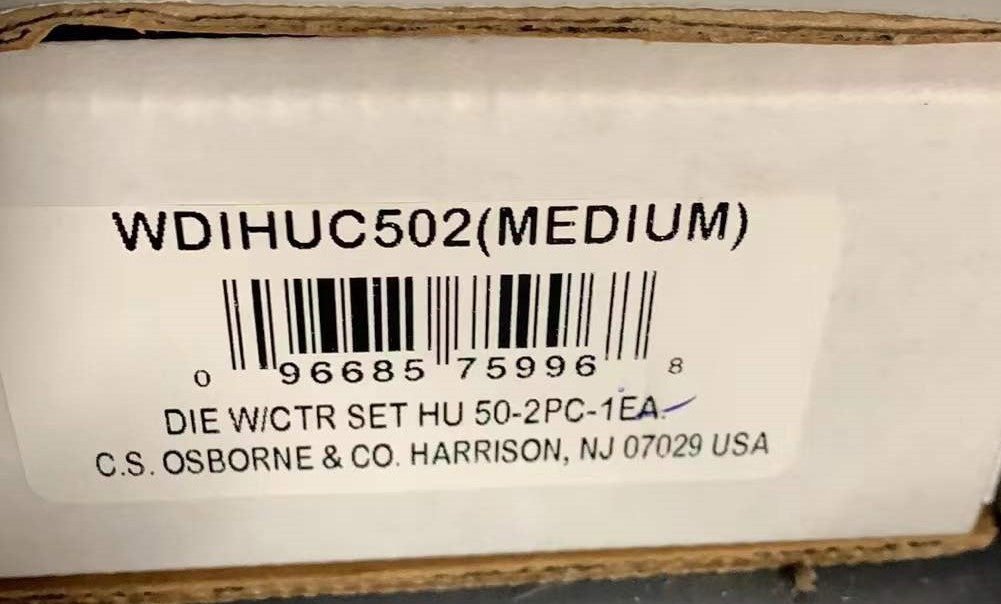 WDIHUC502(MEDIUM)
0 96685 75996 8
DIE W/CTR SET HU 50-2PC-1EA.
C.S. OSBORNE & CO. HARRISON, NJ 07029 USA